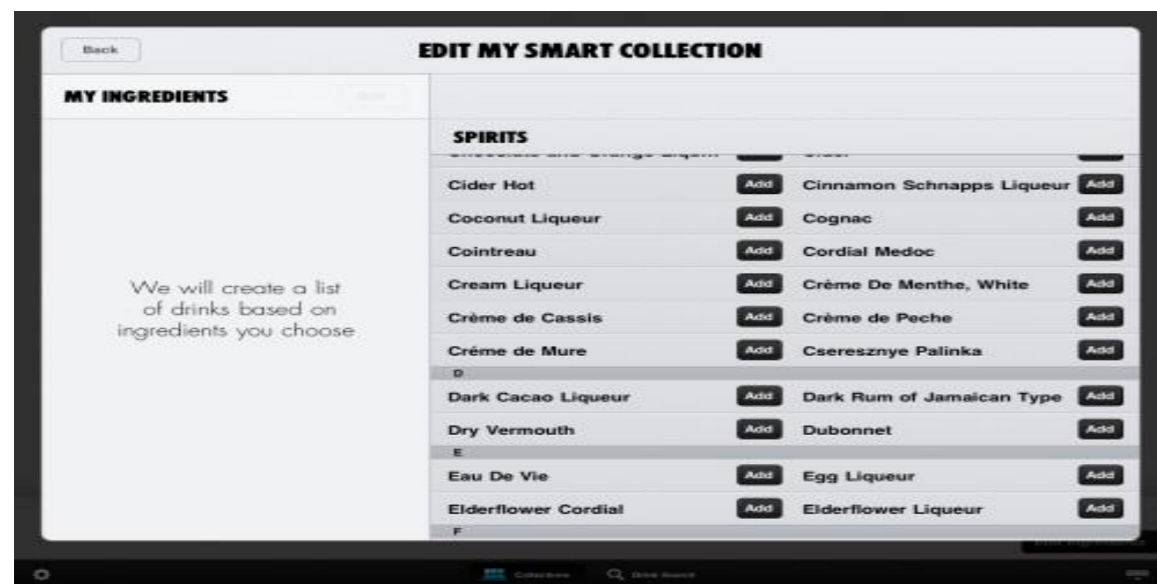 Back
EDIT MY SMART COLLECTION
MY INGREDIENTS
We will create a list
of drinks based on
ingredients you choose
SPIRITS
Cider Hot Add Cinnamon Schnapps Liqueur Add
Coconut Liqueur Add Cognac Add
Cointreau Add Cordial Medoc Add
Cream Liqueur Add Crème De Menthe, White Add
Crème de Cassis Add Crème de Peche Add
Créme de Mure Add Cseresznye Palinka Add
D
Dark Cacao Liqueur Add Dark Rum of Jamaican Type Add
Dry Vermouth Add Dubonnet Add
E
Eau De Vie Add Egg Liqueur Add
Elderflower Cordial Add Elderflower Liqueur Add
F
Collections Drink Search